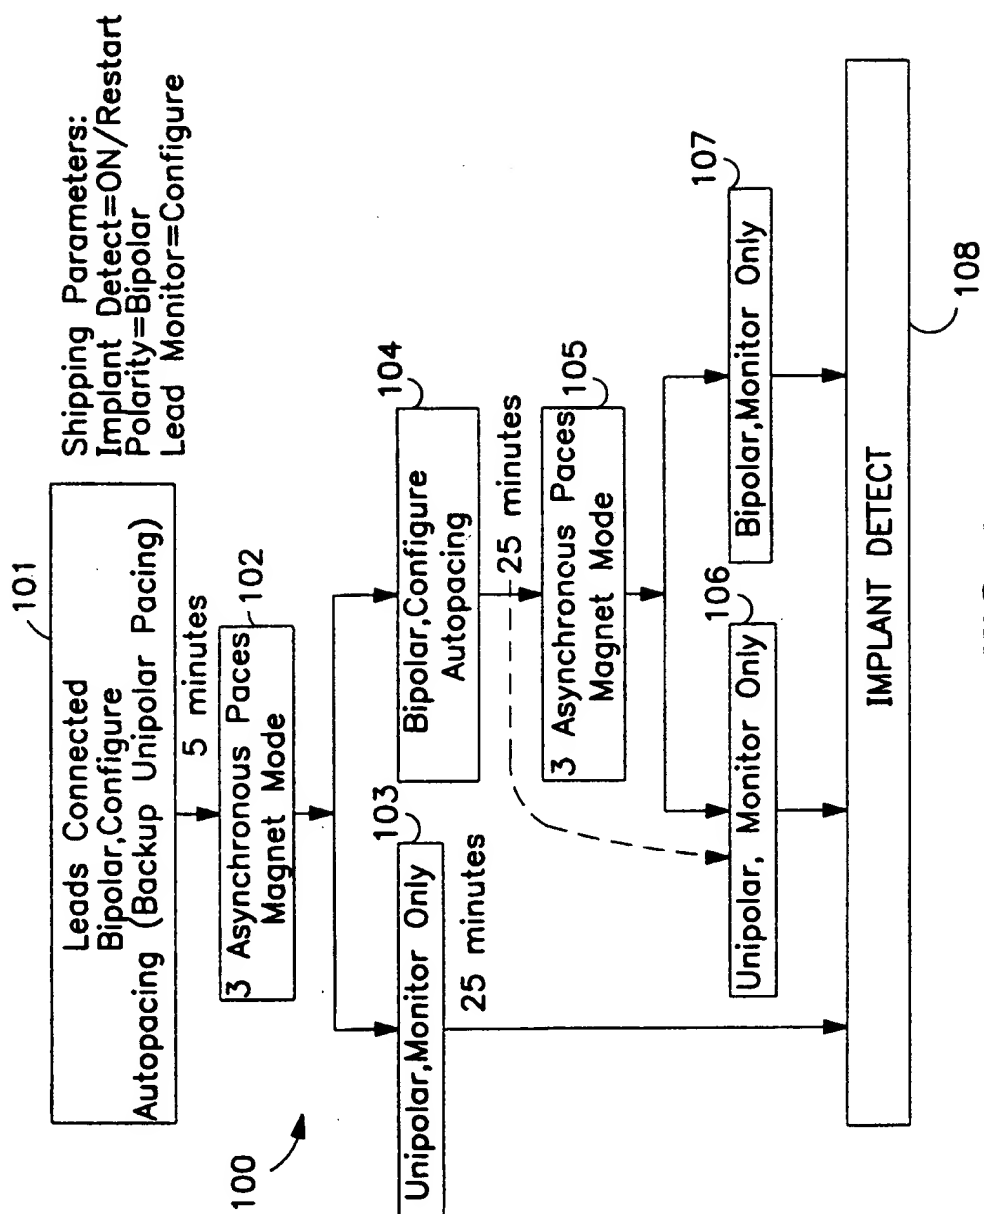 101
Leads Connected
Bipolar,Configure
Autopacing (Backup Unipolar Pacing)
Shipping Parameters:
Implant Detect=ON/Restart
Polarity=Bipolar
Lead Monitor=Configure
5 minutes
102
3 Asynchronous Paces
Magnet Mode
100
103
Unipolar,Monitor Only
25 minutes
104
Bipolar,Configure
Autopacing
25 minutes
105
3 Asynchronous Paces
Magnet Mode
106
Unipolar, Monitor Only
107
Bipolar,Monitor Only
IMPLANT DETECT
108